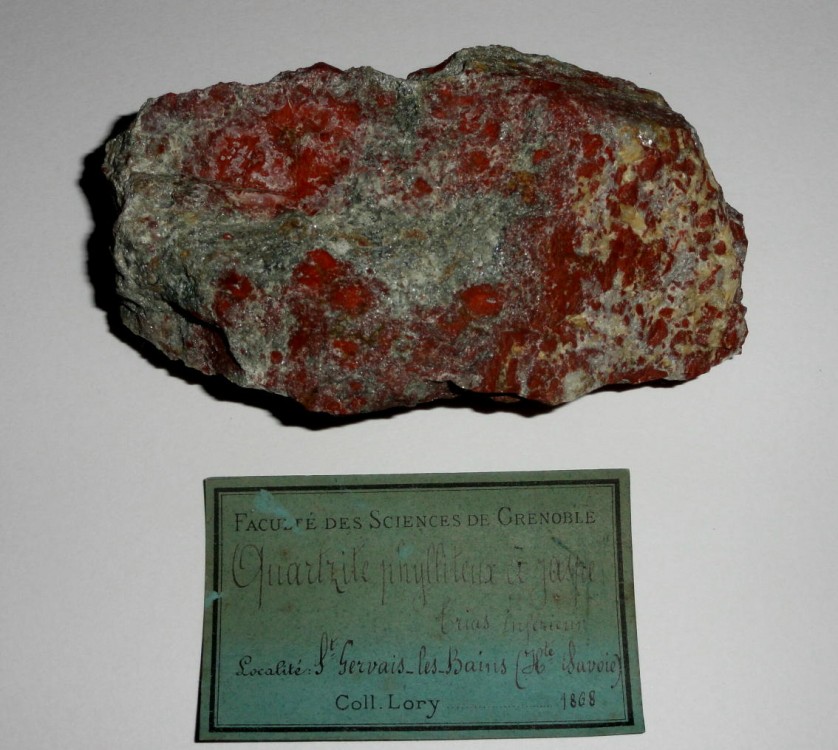 FACULTÉ DES SCIENCES DE GRENOBLE
"Quartzite phylliteux à jaspe"
Trias inférieur
Localité: St Gervais-les-Bains (Hte Savoie)
Coll. Lory 1868